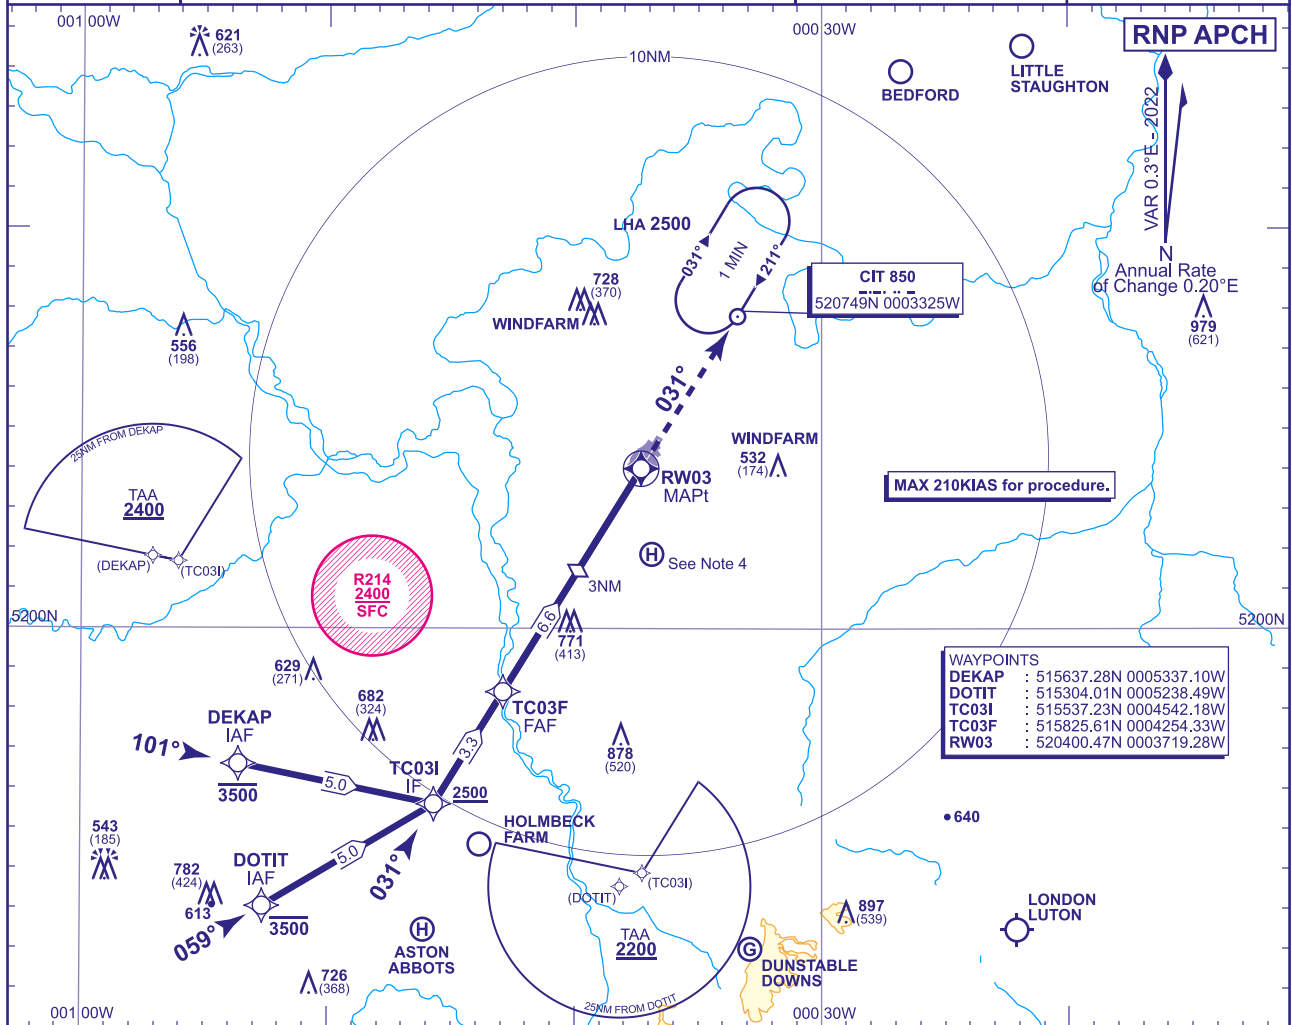 001 00W
000 30W
RNP APCH
621
(263)
10NM
BEDFORD
LITTLE
STAUGHTON
VAR 0.3°E - 2022
N
Annual Rate
of Change 0.20°E
LHA 2500
031°
1 MIN
211°
CIT 850
520749N 0003325W
728
(370)
WINDFARM
979
(621)
556
(198)
031°
25NM FROM DEKAP
TAA
2400
(DEKAP)
(TC03I)
WINDFARM
532
(174)
RW03
MAPt
MAX 210KIAS for procedure.
H
See Note 4
3NM
R214
2400
SFC
5200N
5200N
6.6
771
(413)
629
(271)
682
(324)
WAYPOINTS
DEKAP : 515637.28N 0005337.10W
DOTIT : 515304.01N 0005238.49W
TC03I : 515537.23N 0004542.18W
TC03F : 515825.61N 0004254.33W
RW03 : 520400.47N 0003719.28W
TC03F
FAF
DEKAP
IAF
101°
3500
5.0
3.3
878
(520)
TC03I
IF
2500
640
HOLMBECK
FARM
543
(185)
782
(424)
613
DOTIT
IAF
5.0
031°
059°
3500
(DOTIT)
(TC03I)
TAA
2200
25NM FROM DOTIT
897
(539)
LONDON
LUTON
H
ASTON
ABBOTS
G
DUNSTABLE
DOWNS
726
(368)
001 00W
000 30W